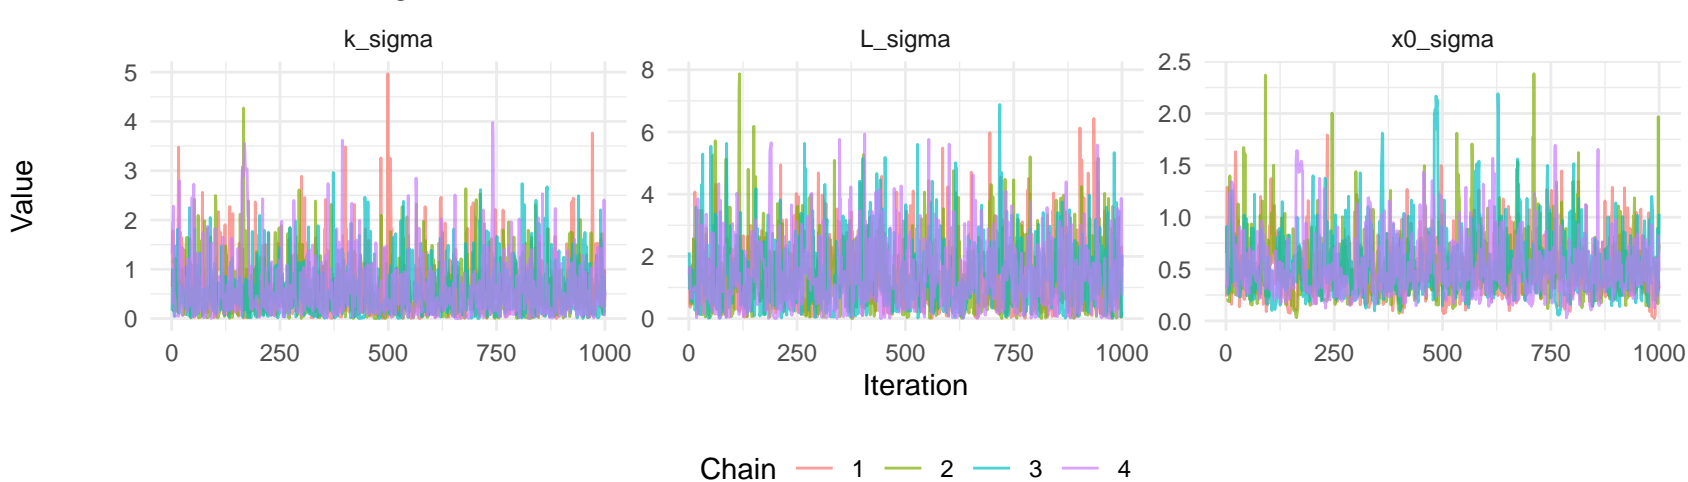 k_sigma L_sigma x0_sigma
5 8 2.5
4 6 2.0
3 4 1.5
2 2 1.0
1 0 0.5
0 0.0
0 250 500 750 1000 0 250 500 750 1000 0 250 500 750 1000
Value
Iteration
Chain 1 2 3 4